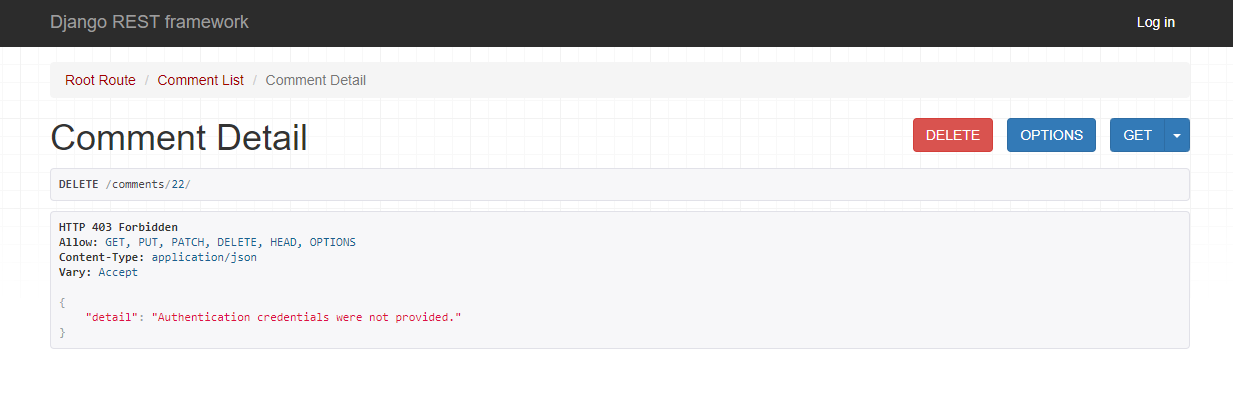 Django REST framework Log in
Root Route / Comment List / Comment Detail
Comment Detail DELETE OPTIONS GET
DELETE /comments/22/
HTTP 403 Forbidden
Allow: GET, PUT, PATCH, DELETE, HEAD, OPTIONS
Content-Type: application/json
Vary: Accept
{
    "detail": "Authentication credentials were not provided."
}